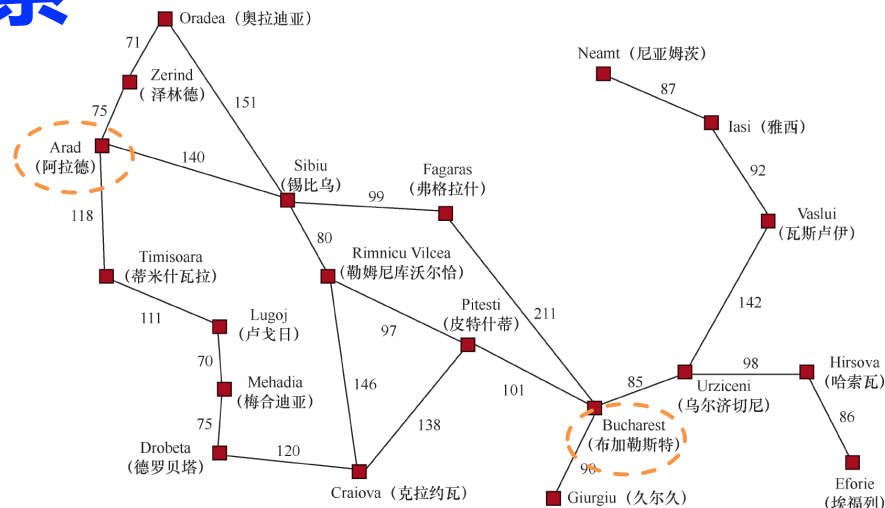 索
Oradea（奥拉迪亚）
71
Neamt（尼亚姆茨）
Zerind
（ 泽林德）
87
151
75
Iasi（雅西）
Arad
（阿拉德）
140
Sibiu
（锡比乌）
Fagaras
（弗格拉什）
92
99
118
Vaslui
（瓦斯卢伊）
80
Timisoara
（蒂米什瓦拉）
Rimnicu Vilcea
（勒姆尼库沃尔恰）
111
Lugoj
（卢戈日）
Pitesti
（皮特什蒂）
211
142
97
70
Mehadia
（梅合迪亚）
146
101
85
98
Hirsova
（哈索瓦）
Urziceni
（乌尔济切尼）
75
138
86
Drobeta
（德罗贝塔）
120
Bucharest
（布加勒斯特）
90
Craiova（克拉约瓦）
Giurgiu（久尔久）
Eforie
（埃福列）